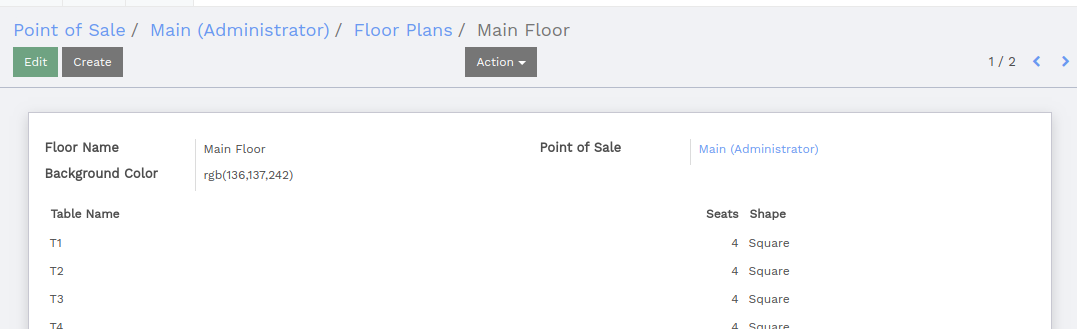 Point of Sale / Main (Administrator) / Floor Plans / Main Floor
Edit Create Action 1 / 2
Floor Name Main Floor Point of Sale Main (Administrator)
Background Color rgb(136,137,242)
Table Name Seats Shape
T1 4 Square
T2 4 Square
T3 4 Square
T4 4 Square